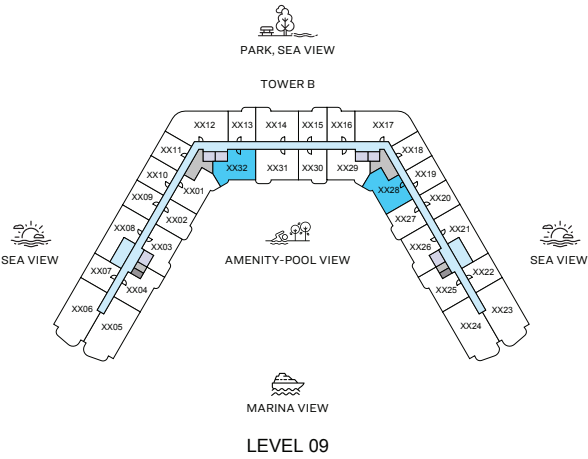 PARK, SEA VIEW
TOWER B
XX12 XX13 XX14 XX15 XX16 XX17
XX11 XX18
XX32 XX31 XX30 XX29
XX10 XX19
XX01 XX28
XX09 XX20
XX02 XX27
XX08 XX21
XX03 XX26
SEA VIEW
AMENITY-POOL VIEW
SEA VIEW
XX07 XX22
XX04 XX25
XX06 XX23
XX05 XX24
MARINA VIEW
LEVEL 09